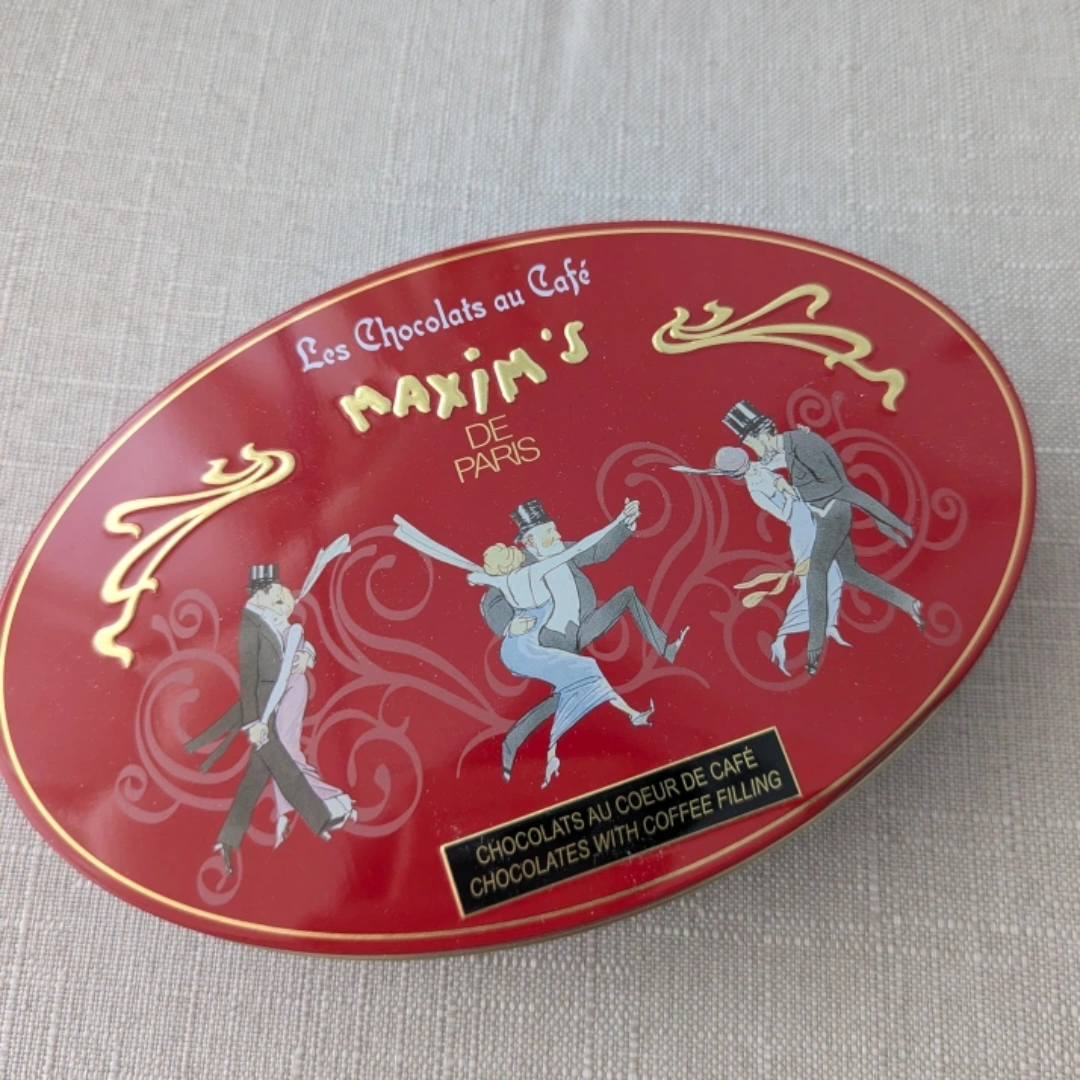 Les Chocolats au Café
MAXiM'S
DE
PARIS
CHOCOLATS AU COEUR DE CAFÉ
CHOCOLATES WITH COFFEE FILLING